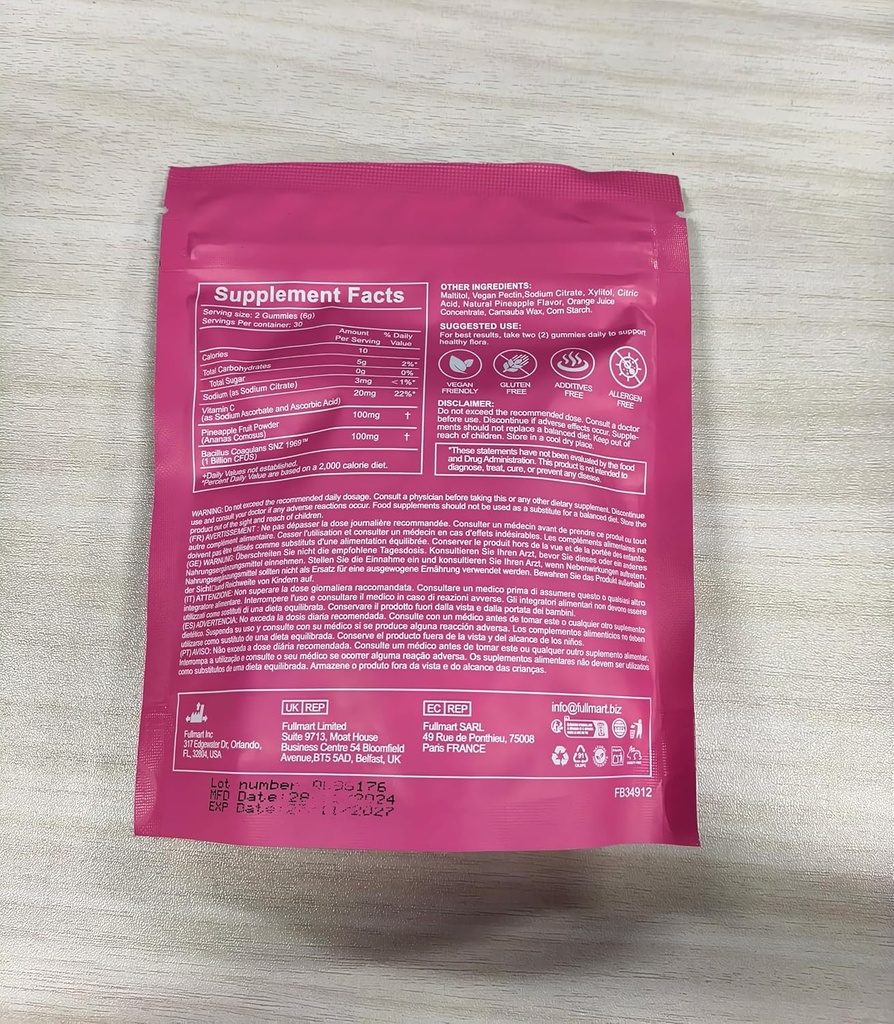 Supplement Facts
Serving size: 2 Gummies (6g)
Servings Per container: 30
Amount Per Serving % Daily Value
Calories 10
Total Carbohydrates 5g 2%*
Total Sugar 0g 0%
Sodium (as Sodium Citrate) 3mg <1%*
Vitamin C 20mg 22%*
(as Sodium Ascorbate and Ascorbic Acid)
Pineapple Fruit Powder 100mg †
(Ananas Comosus)
Bacillus Coagulans SNZ 1969™ 100mg †
(1 Billion CFUS)
+Daily Values not established.
*Percent Daily Value are based on a 2,000 calorie diet.
OTHER INGREDIENTS:
Maltitol, Vegan Pectin,Sodium Citrate, Xylitol, Citric
Acid, Natural Pineapple Flavor, Orange Juice
Concentrate, Carnauba Wax, Corn Starch.
SUGGESTED USE:
For best results, take two (2) gummies daily to support
healthy flora.
VEGAN FRIENDLY
GLUTEN FREE
ADDITIVES FREE
ALLERGEN FREE
DISCLAIMER:
Do not exceed the recommended dose. Consult a doctor
before use. Discontinue if adverse effects occur. Supple-
ments should not replace a balanced diet. Keep out of
reach of children. Store in a cool dry place.
*These statements have not been evaluated by the food
and Drug Administration. This product is not intended to
diagnose, treat, cure, or prevent any disease.
WARNING: Do not exceed the recommended daily dosage. Consult a physician before taking this or any other dietary supplement. Discontinue
use and consult your doctor if any adverse reactions occur. Food supplements should not be used as a substitute for a balanced diet. Store the
product out of the sight and reach of children.
(FR) AVERTISSEMENT : Ne pas dépasser la dose journalière recommandée. Consulter un médecin avant de prendre ce produit ou tout
autre complément alimentaire. Cesser l'utilisation et consulter un médecin en cas d'effets indésirables. Les compléments alimentaires ne
doivent pas être utilisés comme substituts d'une alimentation équilibrée. Conserver le produit hors de la vue et de la portée des enfants.
(GE) WARNUNG: Überschreiten Sie nicht die empfohlene Tagesdosis. Konsultieren Sie Ihren Arzt, bevor Sie dieses oder ein anderes
Nahrungsergänzungsmittel einnehmen. Stellen Sie die Einnahme ein und konsultieren Sie Ihren Arzt, wenn Nebenwirkungen auftreten.
Nahrungsergänzungsmittel sollten nicht als Ersatz für eine ausgewogene Ernährung verwendet werden. Bewahren Sie das Produkt außerhalb
der Sicht und Reichweite von Kindern auf.
(IT) ATTENZIONE: Non superare la dose giornaliera raccomandata. Consultare un medico prima di assumere questo o qualsiasi altro
integratore alimentare. Interrompere l'uso e consultare il medico in caso di reazioni avverse. Gli integratori alimentari non devono essere
utilizzati come sostituti di una dieta equilibrata. Conservare il prodotto fuori dalla vista e dalla portata dei bambini.
(ES) ADVERTENCIA: No exceda la dosis diaria recomendada. Consulte con un médico antes de tomar este o cualquier otro suplemento
dietético. Suspenda su uso y consulte con su médico si se produce alguna reacción adversa. Los complementos alimenticios no deben
utilizarse como sustituto de una dieta equilibrada. Conserve el producto fuera de la vista y del alcance de los niños.
(PT) AVISO: Não exceda a dose diária recomendada. Consulte um médico antes de tomar este ou qualquer outro suplemento alimentar.
Interrompa a utilização e consulte o seu médico se ocorrer alguma reação adversa. Os suplementos alimentares não devem ser utilizados
como substitutos de uma dieta equilibrada. Armazene o produto fora da vista e do alcance das crianças.
Fullmart Inc
317 Edgewater Dr, Orlando,
FL, 32804, USA
UK REP
Fullmart Limited
Suite 9713, Moat House
Business Centre 54 Bloomfield
Avenue,BT5 5AD, Belfast, UK
EC REP
Fullmart SARL
49 Rue de Ponthieu, 75008
Paris FRANCE
info@fullmart.biz
FB34912
Lot number
MFD Date:28 2024
EXP Date:27/11/2027